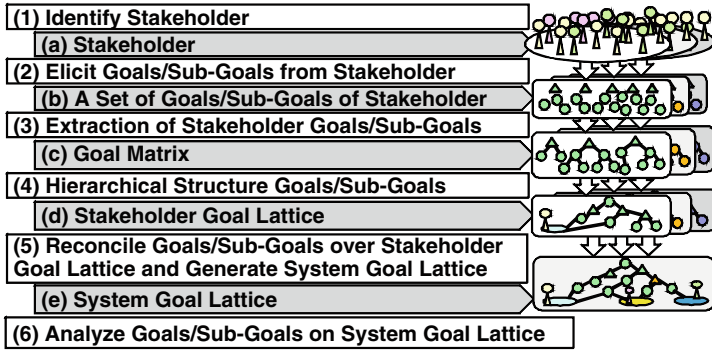 (1) Identify Stakeholder
(a) Stakeholder
(2) Elicit Goals/Sub-Goals from Stakeholder
(b) A Set of Goals/Sub-Goals of Stakeholder
(3) Extraction of Stakeholder Goals/Sub-Goals
(c) Goal Matrix
(4) Hierarchical Structure Goals/Sub-Goals
(d) Stakeholder Goal Lattice
(5) Reconcile Goals/Sub-Goals over Stakeholder
Goal Lattice and Generate System Goal Lattice
(e) System Goal Lattice
(6) Analyze Goals/Sub-Goals on System Goal Lattice